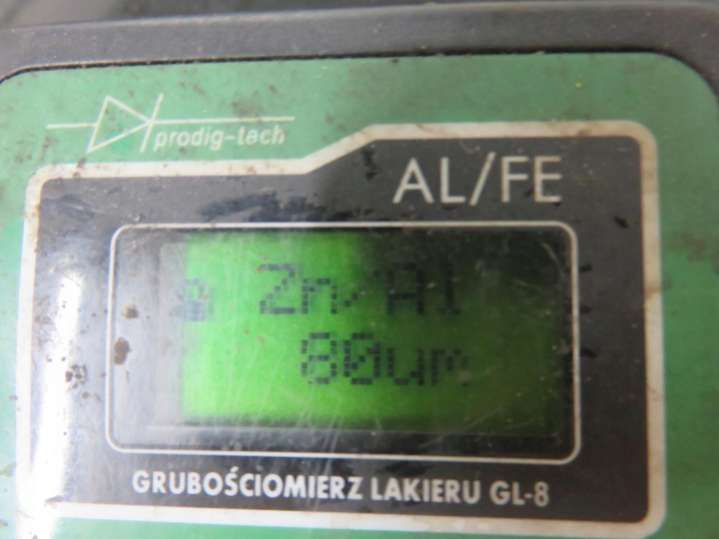 prodig-tech
AL/FE
Zn/Al
80um
GRUBOŚCIOMIERZ LAKIERU GL-8